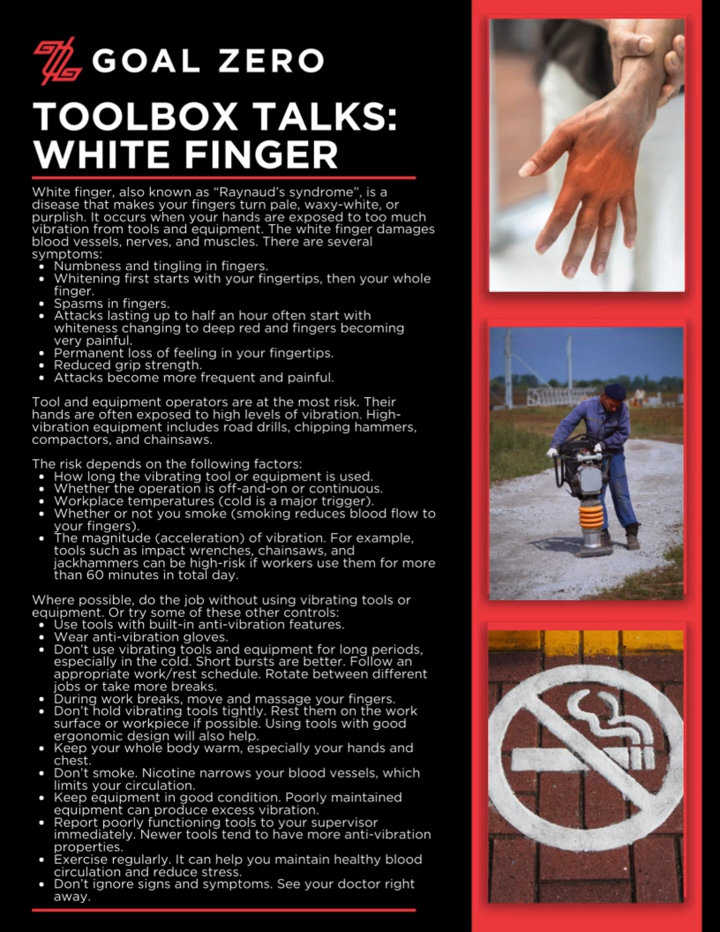 GOAL ZERO
TOOLBOX TALKS:
WHITE FINGER
White finger, also known as “Raynaud’s syndrome”, is a
disease that makes your fingers turn pale, waxy-white, or
purplish. It occurs when your hands are exposed to too much
vibration from tools and equipment. The white finger damages
blood vessels, nerves, and muscles. There are several
symptoms:
• Numbness and tingling in fingers.
• Whitening first starts with your fingertips, then your whole
finger.
• Spasms in fingers.
• Attacks lasting up to half an hour often start with
whiteness changing to deep red and fingers becoming
very painful.
• Permanent loss of feeling in your fingertips.
• Reduced grip strength.
• Attacks become more frequent and painful.
Tool and equipment operators are at the most risk. Their
hands are often exposed to high levels of vibration. High-
vibration equipment includes road drills, chipping hammers,
compactors, and chainsaws.
The risk depends on the following factors:
• How long the vibrating tool or equipment is used.
• Whether the operation is off-and-on or continuous.
• Workplace temperatures (cold is a major trigger).
• Whether or not you smoke (smoking reduces blood flow to
your fingers).
• The magnitude (acceleration) of vibration. For example,
tools such as impact wrenches, chainsaws, and
jackhammers can be high-risk if workers use them for more
than 60 minutes in total day.
Where possible, do the job without using vibrating tools or
equipment. Or try some of these other controls:
• Use tools with built-in anti-vibration features.
• Wear anti-vibration gloves.
• Don’t use vibrating tools and equipment for long periods,
especially in the cold. Short bursts are better. Follow an
appropriate work/rest schedule. Rotate between different
jobs or take more breaks.
• During work breaks, move and massage your fingers.
• Don’t hold vibrating tools tightly. Rest them on the work
surface or workpiece if possible. Using tools with good
ergonomic design will also help.
• Keep your whole body warm, especially your hands and
chest.
• Don’t smoke. Nicotine narrows your blood vessels, which
limits your circulation.
• Keep equipment in good condition. Poorly maintained
equipment can produce excess vibration.
• Report poorly functioning tools to your supervisor
immediately. Newer tools tend to have more anti-vibration
properties.
• Exercise regularly. It can help you maintain healthy blood
circulation and reduce stress.
• Don’t ignore signs and symptoms. See your doctor right
away.